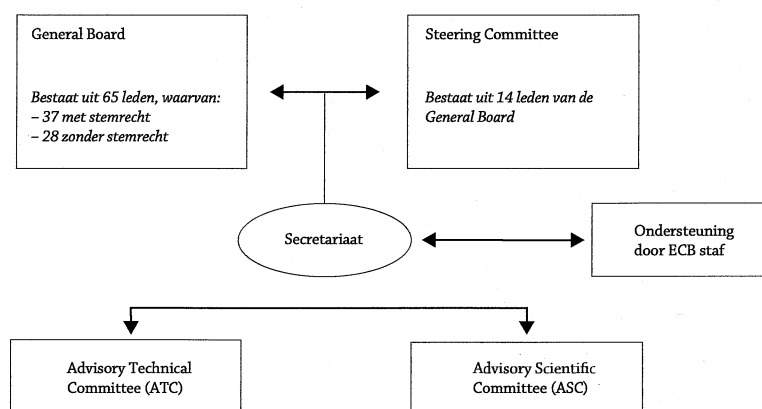 General Board
Bestaat uit 65 leden, waarvan:
– 37 met stemrecht
– 28 zonder stemrecht
Steering Committee
Bestaat uit 14 leden van de
General Board
Secretariaat
Ondersteuning
door ECB staf
Advisory Technical
Committee (ATC)
Advisory Scientific
Committee (ASC)